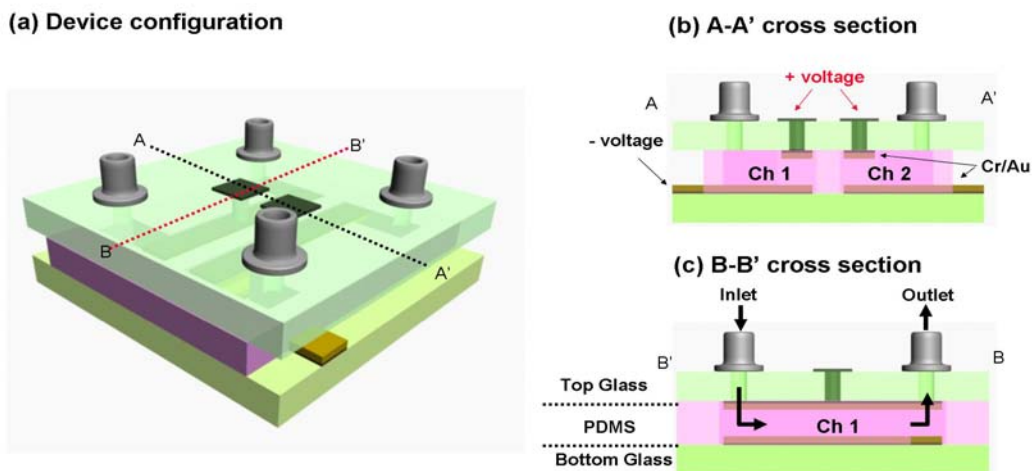 (a) Device configuration
A
B'
B
A'
(b) A-A' cross section
+ voltage
A
A'
- voltage
Cr/Au
Ch 1
Ch 2
(c) B-B' cross section
Inlet
Outlet
B'
B
Top Glass
PDMS
Ch 1
Bottom Glass